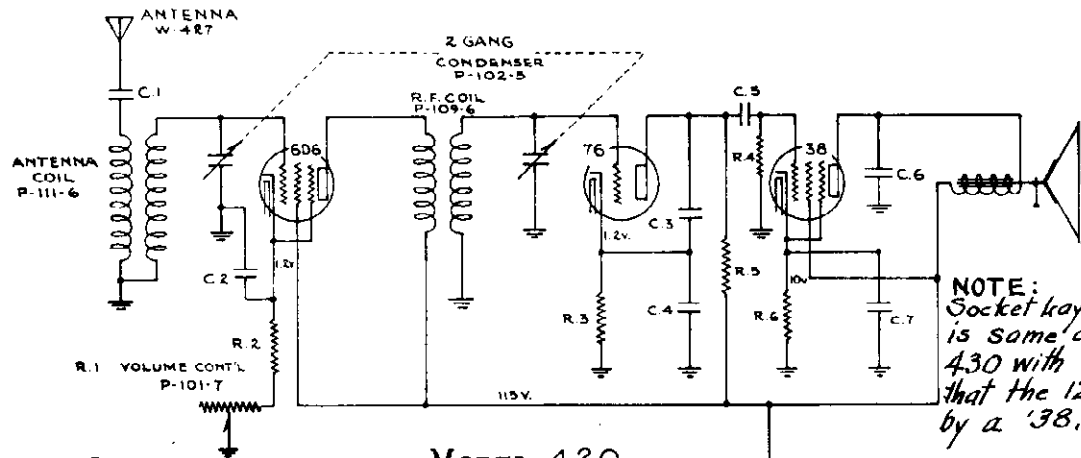 ANTENNA
W-427
2 GANG
CONDENSER
P-102-5
C.1
R.F. COIL
P-109-6
C.5
ANTENNA
COIL
P-111-6
6D6
76
R.4
38
C.6
C.3
1.2v.
1.2v.
C.2
R.5
10v.
R.3
C.4
R.6
C.7
R.2
R.1 VOLUME CONT'L
P-101-7
115 V.
NOTE:
Socket Lay
is same
430 with
that the
by a '38.